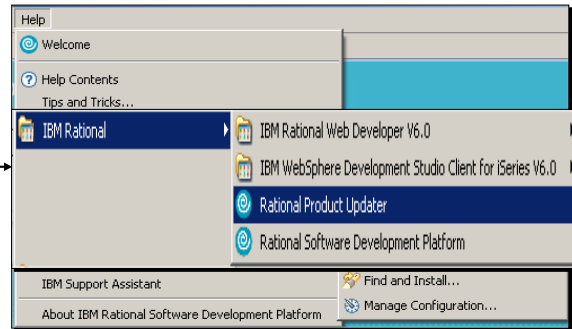 Help
Welcome
Help Contents
Tips and Tricks...
IBM Rational
IBM Rational Web Developer V6.0
IBM WebSphere Development Studio Client for iSeries V6.0
Rational Product Updater
Rational Software Development Platform
IBM Support Assistant
Find and Install...
About IBM Rational Software Development Platform
Manage Configuration...